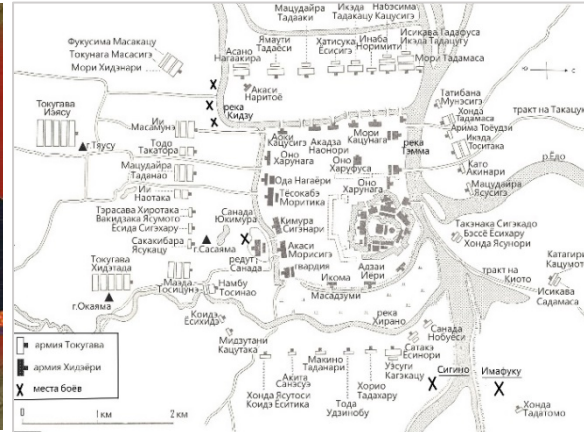 Мацудайра
Тадааки
Икэда
Такадацу
Набэсима
Кацусигэ
Исикава Тадафуса
Икэда Тадацугу
Мори Тадамаса
Фукусима Масакацу
Токунага Масасигэ
Мори Хидэнари
Асано
Нагаакира
Ямаути
Тадаёси
Хатисука
Ёсисигэ
Инаба
Норимити
Акаси
Наритоё
река
Кидзу
Татибана
Мунэсигэ
Хонда
Тадамаса
Арима Тоёудзи
Икэда
Тоситака
тракт на Такацуки
Токугава
Иэясу
г.Тяусу
Ии
Масамунэ
Тодо
Такатора
Мацудайра
Таданао
Ии
Наотака
Тэрасава Хиротака
Вакидзака Ясумото
Ёсида Сигэхару
Сакакибара
Ясукацу
Кацусигэ
Оно
Харунага
Акадза
Наонори
Мори
Кацунага
Оно
Харуфуса
Оно
Харунага
река
Тэмма
Като
Акинари
Мацудайра
Ясусигэ
р.Ёдо
Ода Нагаёри
Тёсокабэ
Моритика
Кимура
Сигэнари
Санада
Юкимура
г.Сасаяма
редут
Санада
Акаси
Морисигэ
гвардия
Икома
Масадзуми
Адзаи
Иёри
Такэнака Сигэкадо
Бэссё Ёсихару
Хонда Ясунори
тракт на
Киото
Катагири
Кацумото
Исикава
Садамаса
Токугава
Хидэтада
г.Окаяма
Маэда
Тосицунэ
Намбу
Тосинао
Коидэ
Ёсихидэ
Мидзутани
Кацутака
река
Хирано
Санада
Нобуёси
Сатакэ
Ёсинори
Уэсуги
Кагэкацу
Хорио
Тадахару
Макино
Таданари
Акита
Санэсуэ
Хонда Ясутоси
Коидэ Ёситика
Тода
Удзинобу
Сигино
Имафуку
Хонда
Тадатомо
армия Токугава
армия Хидэёри
места боёв
0
1 км
2 км